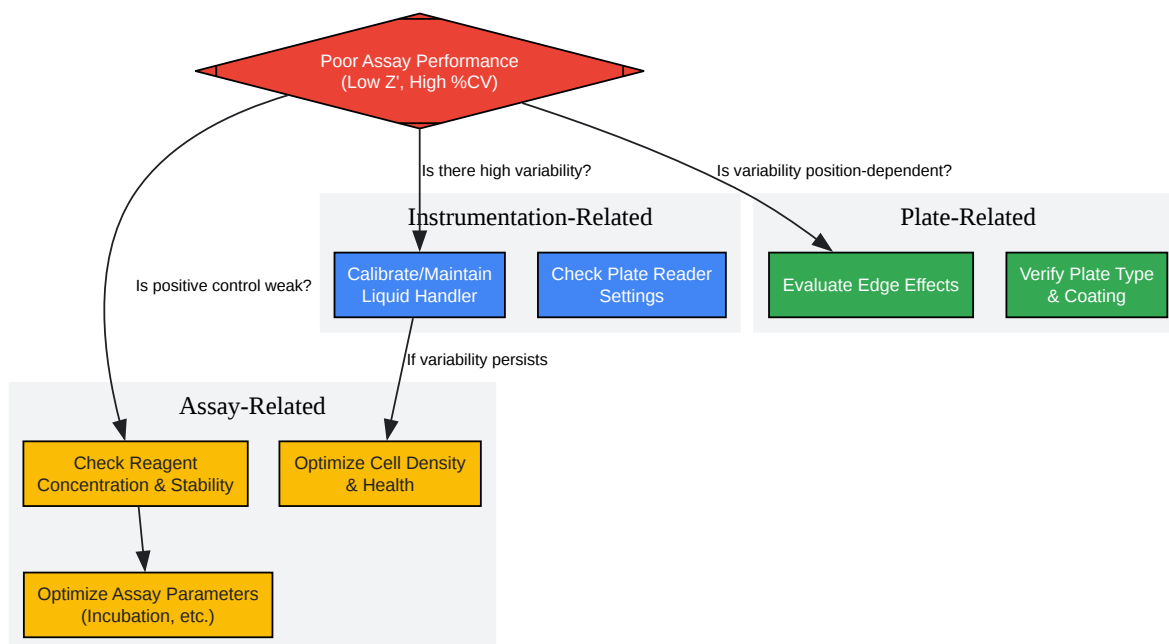 Poor Assay Performance
(Low Z', High %CV)
Is there high variability?
Is variability position-dependent?
Instrumentation-Related
Plate-Related
Is positive control weak?
Calibrate/Maintain
Liquid Handler
Check Plate Reader
Settings
Evaluate Edge Effects
Verify Plate Type
& Coating
If variability persists
Assay-Related
Check Reagent
Concentration & Stability
Optimize Cell Density
& Health
Optimize Assay Parameters
(Incubation, etc.)